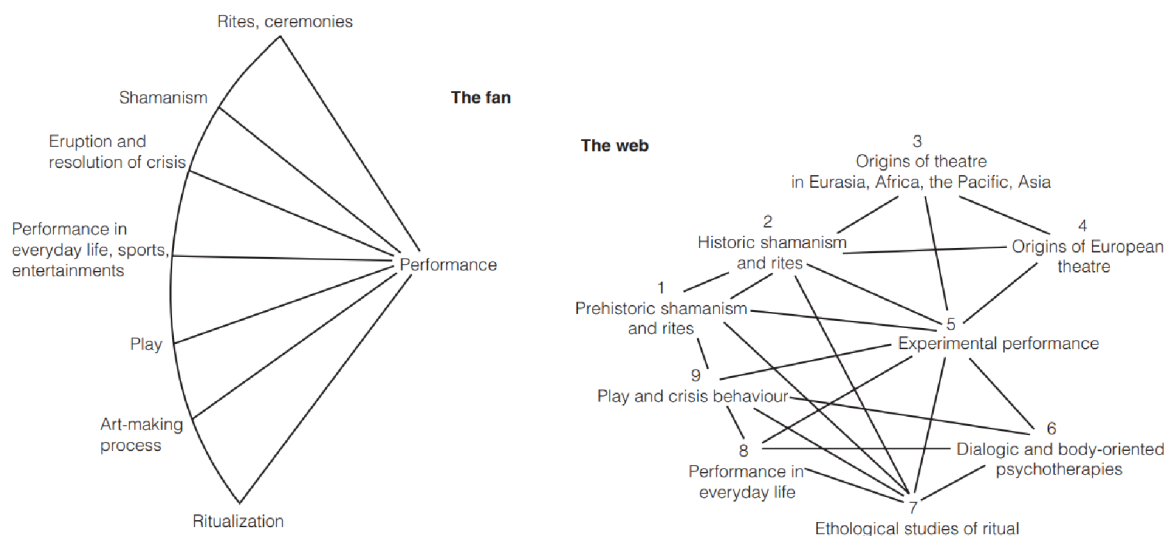 Rites, ceremonies
Shamanism
The fan
Eruption and
resolution of crisis
Performance in
everyday life, sports,
entertainments
Performance
Play
Art-making
process
Ritualization
The web
3
Origins of theatre
in Eurasia, Africa, the Pacific, Asia
2
Historic shamanism
and rites
4
Origins of European
theatre
1
Prehistoric shamanism
and rites
5
Experimental performance
9
Play and crisis behaviour
6
Dialogic and body-oriented
psychotherapies
8
Performance in
everyday life
7
Ethological studies of ritual